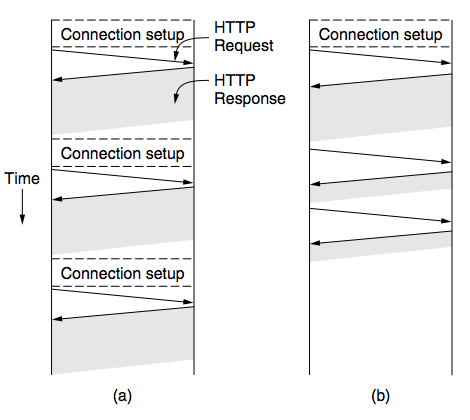 Connection setup
HTTP
Request
HTTP
Response
Connection setup
Time
Connection setup
(a)
Connection setup
(b)